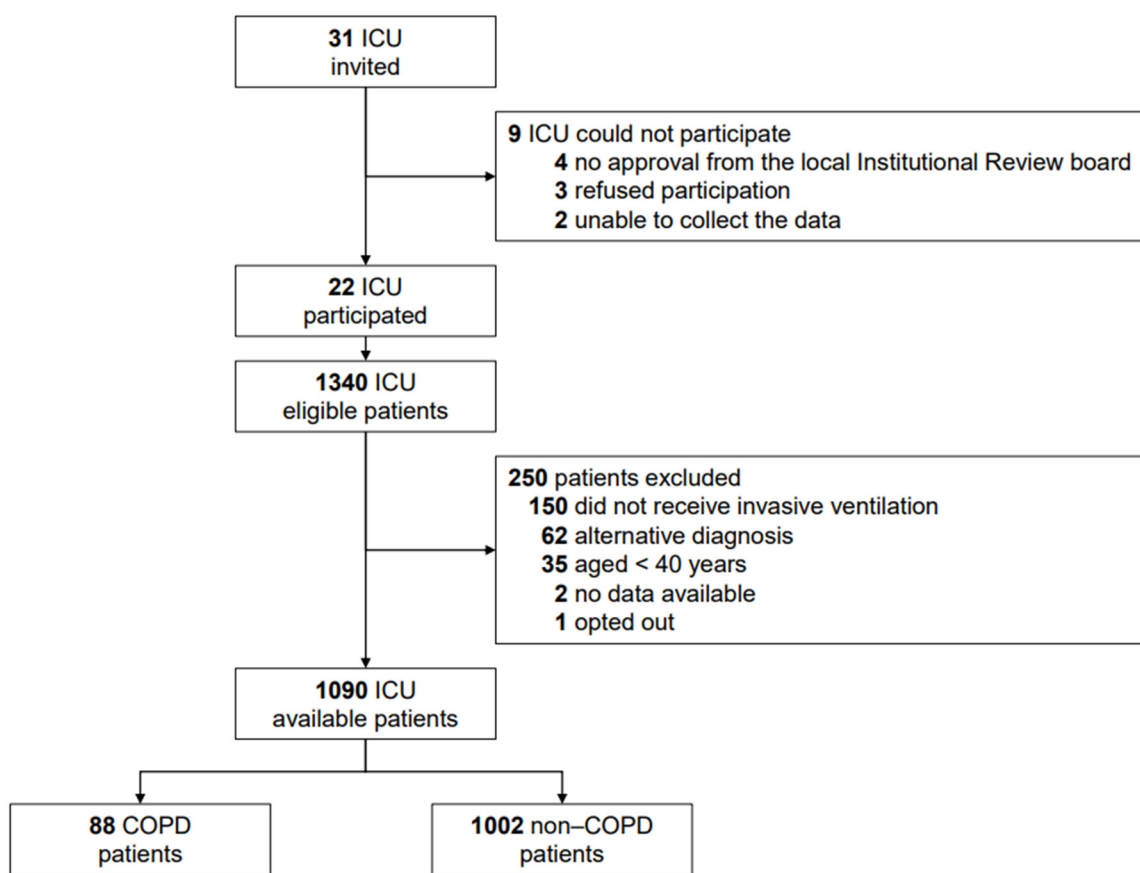 31 ICU
invited
9 ICU could not participate
4 no approval from the local Institutional Review board
3 refused participation
2 unable to collect the data
22 ICU
participated
1340 ICU
eligible patients
250 patients excluded
150 did not receive invasive ventilation
62 alternative diagnosis
35 aged < 40 years
2 no data available
1 opted out
1090 ICU
available patients
88 COPD
patients
1002 non–COPD
patients